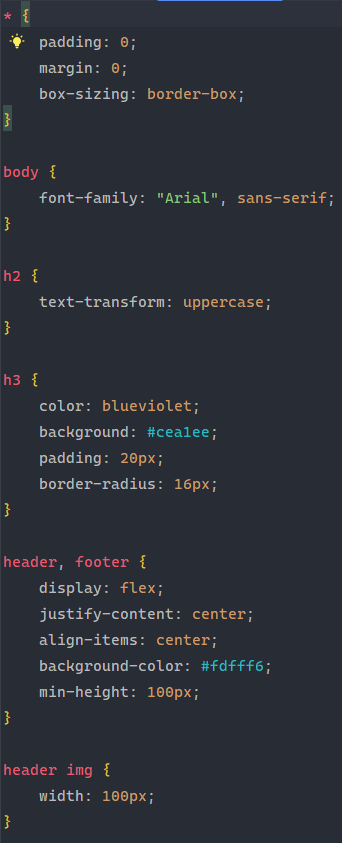 * {
    padding: 0;
    margin: 0;
    box-sizing: border-box;
}

body {
    font-family: "Arial", sans-serif;
}

h2 {
    text-transform: uppercase;
}

h3 {
    color: blueviolet;
    background: #cea1ee;
    padding: 20px;
    border-radius: 16px;
}

header, footer {
    display: flex;
    justify-content: center;
    align-items: center;
    background-color: #fdfff6;
    min-height: 100px;
}

header img {
    width: 100px;
}